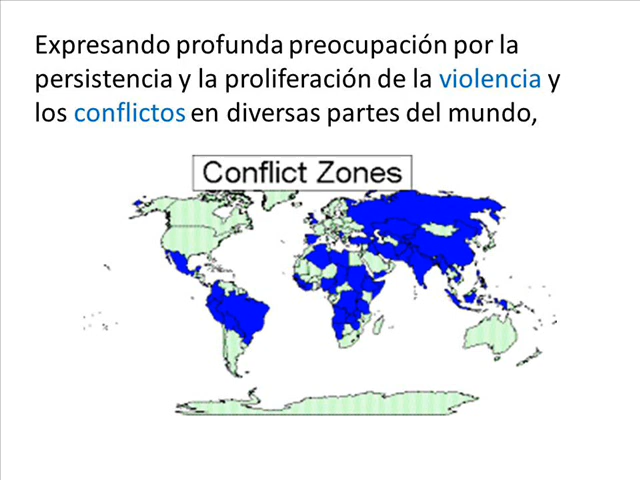 Expresando profunda preocupación por la
persistencia y la proliferación de la violencia y
los conflictos en diversas partes del mundo,
Conflict Zones